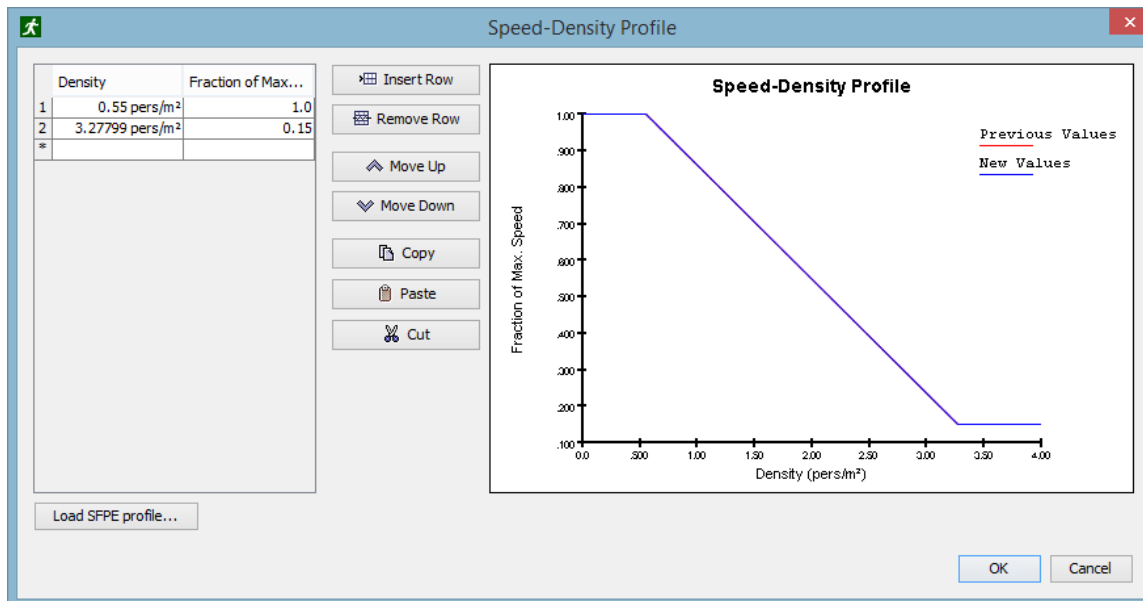 Speed-Density Profile
Density Fraction of Max...
1 0.55 pers/m² 1.0
2 3.27799 pers/m² 0.15
*
Insert Row
Remove Row
Move Up
Move Down
Copy
Paste
Cut
Load SFPE profile...
Speed-Density Profile
Previous Values
New Values
Fraction of Max. Speed
1.00
.900
.800
.700
.600
.500
.400
.300
.200
.100
0.0 .500 1.00 1.50 2.00 2.50 3.00 3.50 4.00
Density (pers/m²)
OK Cancel